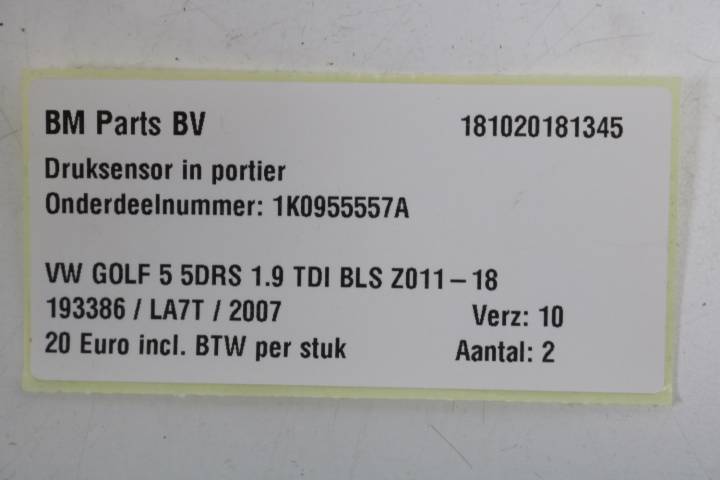 BM Parts BV 181020181345
Druksensor in portier
Onderdeelnummer: 1K0955557A
VW GOLF 5 5DRS 1.9 TDI BLS Z011-18
193386 / LA7T / 2007 Verz: 10
20 Euro incl. BTW per stuk Aantal: 2